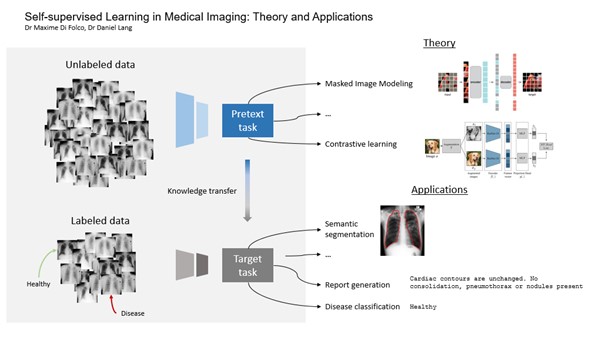 Self-supervised Learning in Medical Imaging: Theory and Applications
Dr Maxime Di Folco, Dr Daniel Lang
Theory
Unlabeled data
Masked Image Modeling
Pretext
task
...
Contrastive learning
Knowledge transfer
Applications
Labeled data
Semantic
segmentation
Target
task
...
Healthy
Report generation
Cardiac contours are unchanged. No
consolidation, pneumothorax or nodules present
Disease
Disease classification
Healthy